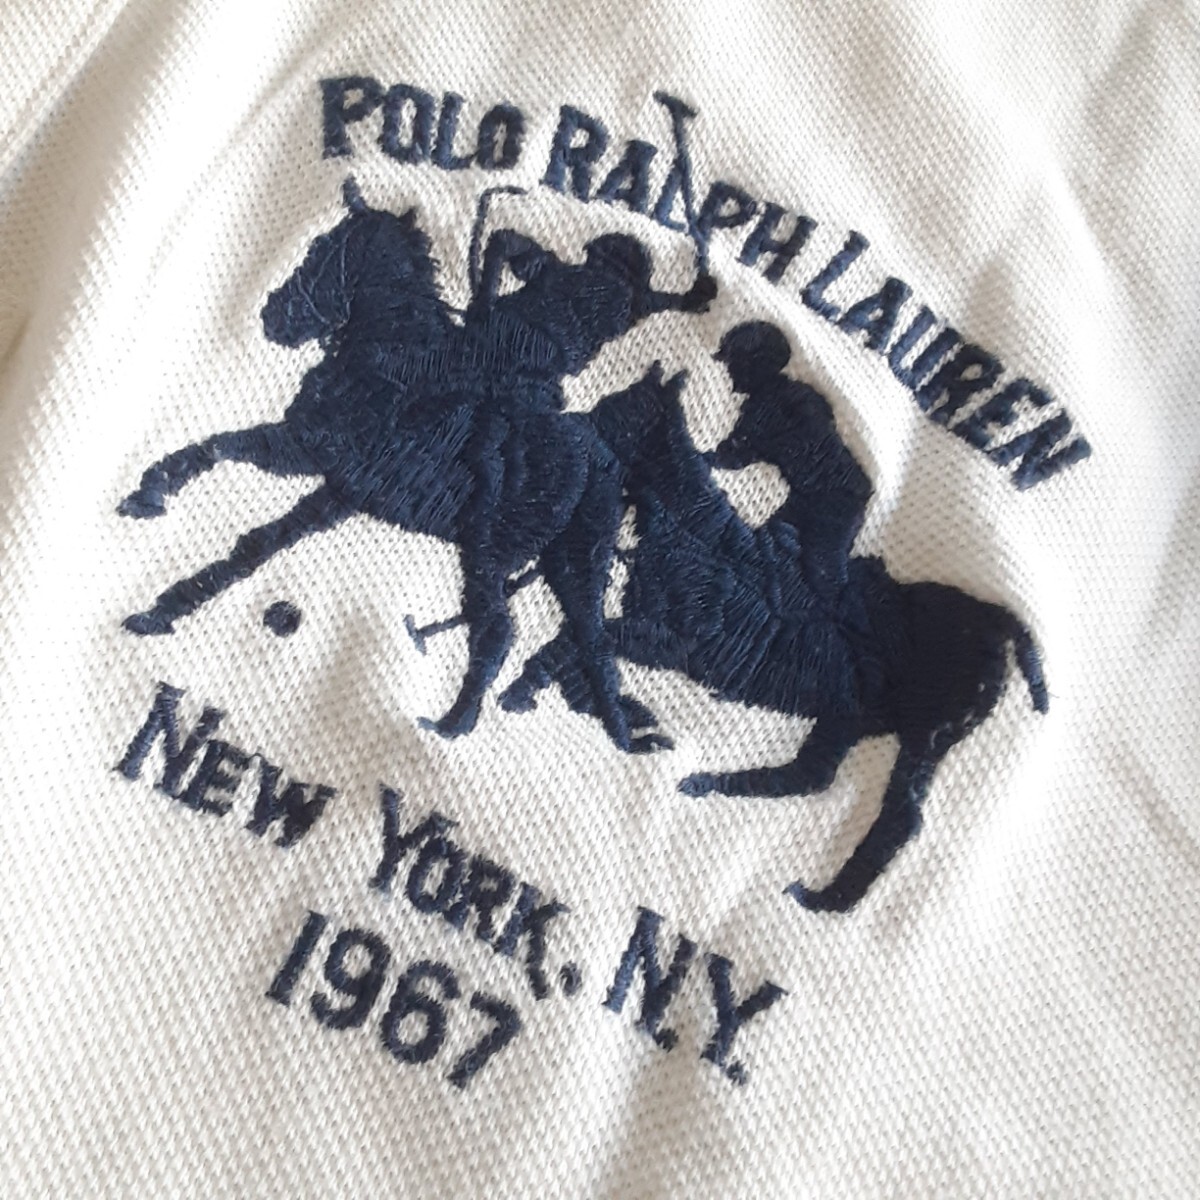 POLO RALPH LAUREN
NEW YORK, N.Y.
1967